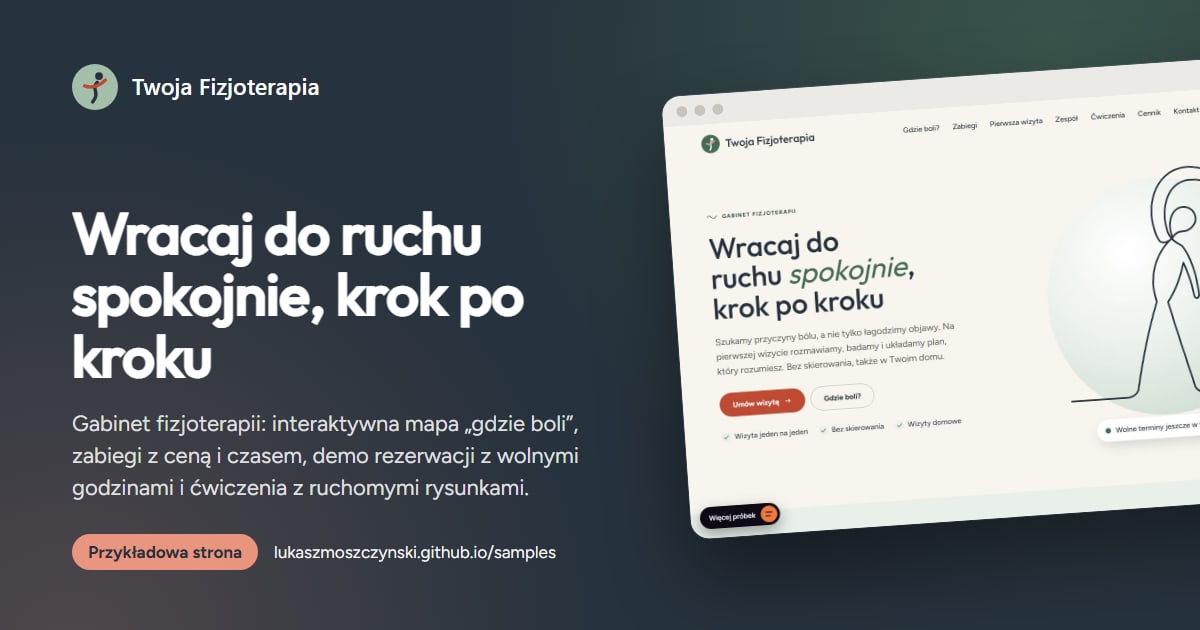 Twoja Fizjoterapia
Wracaj do ruchu
spokojnie, krok po
kroku
Gabinet fizjoterapii: interaktywna mapa „gdzie boli”,
zabiegi z ceną i czasem, demo rezerwacji z wolnymi
godzinami i ćwiczenia z ruchomymi rysunkami.
Przykładowa strona
lukaszmoszczynski.github.io/samples
Twoja Fizjoterapia
Gdzie boli?
Zabiegi
Pierwsza wizyta
Zespół
Ćwiczenia
Cennik
Kontakt
GABINET FIZJOTERAPII
Wracaj do
ruchu spokojnie,
krok po kroku
Szukamy przyczyny bólu, a nie tylko łagodzimy objawy. Na
pierwszej wizycie rozmawiamy, badamy i układamy plan,
który rozumiesz. Bez skierowania, także w Twoim domu.
Umów wizytę →
Gdzie boli?
Wizyta jeden na jeden
Bez skierowania
Wizyty domowe
Wolne terminy jeszcze w
Więcej próbek